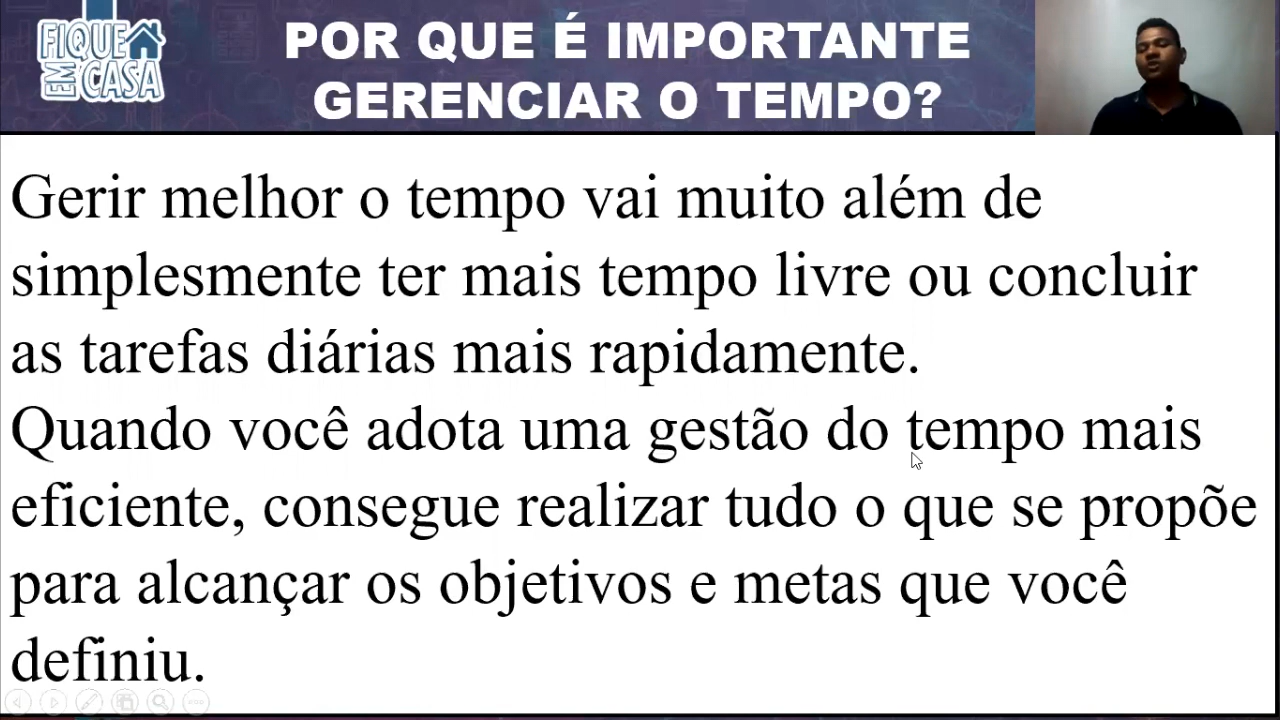 FIQUE
EM
CASA
POR QUE É IMPORTANTE
GERENCIAR O TEMPO?
Gerir melhor o tempo vai muito além de
simplesmente ter mais tempo livre ou concluir
as tarefas diárias mais rapidamente.
Quando você adota uma gestão do tempo mais
eficiente, consegue realizar tudo o que se propõe
para alcançar os objetivos e metas que você
definiu.